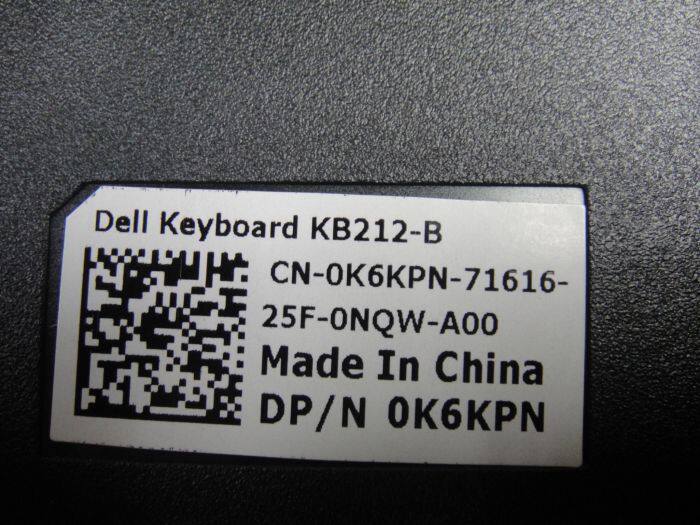 Dell Keyboard KB212-B
CN-0K6KPN-71616-
25F-0NQW-A00
Made In China
DP/N 0K6KPN